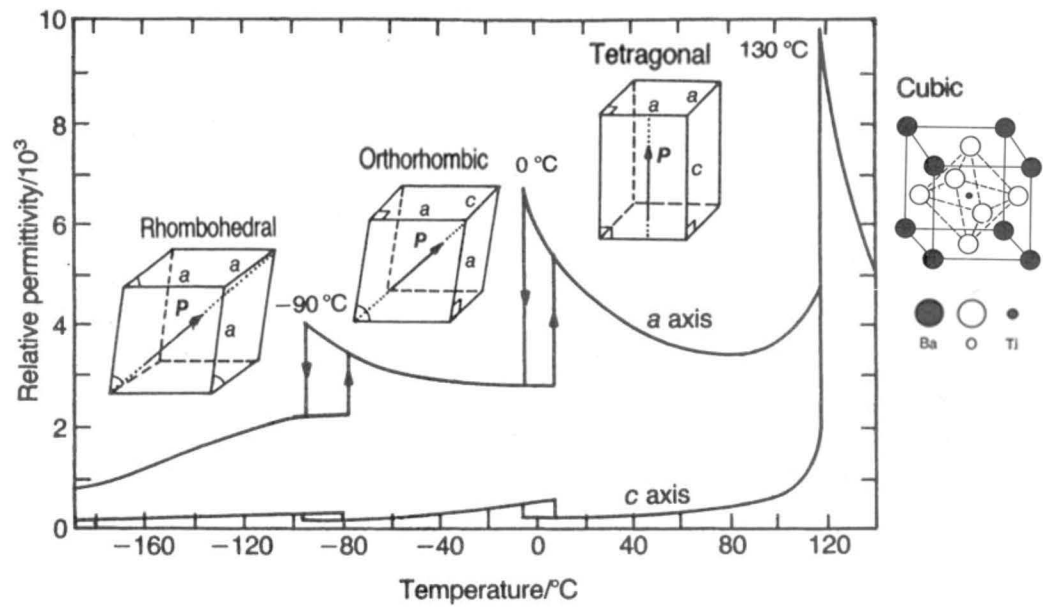 10
8
6
4
2
0
Relative permittivity/10³
Rhombohedral
a
a
a
P
−90 °C
Orthorhombic
a
c
a
P
0 °C
Tetragonal
a
a
c
P
130 °C
a axis
c axis
−160
−120
−80
−40
0
40
80
120
Temperature/°C
Cubic
Ba
O
Ti